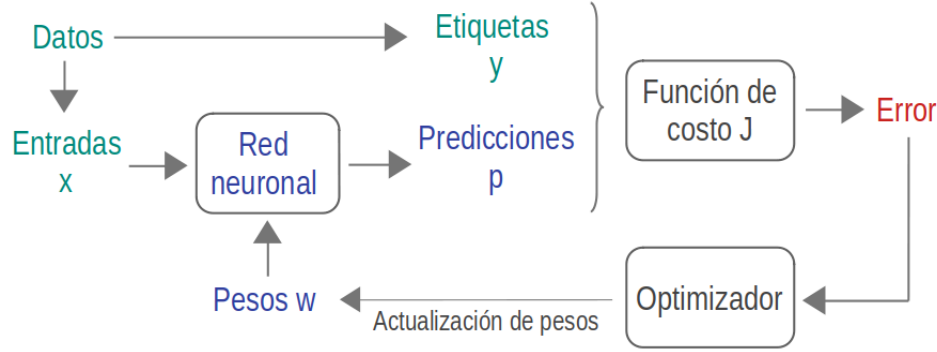 Datos
Etiquetas
y
Entradas
x
Red
neuronal
Predicciones
p
Función de
costo J
Error
Pesos w
Actualización de pesos
Optimizador